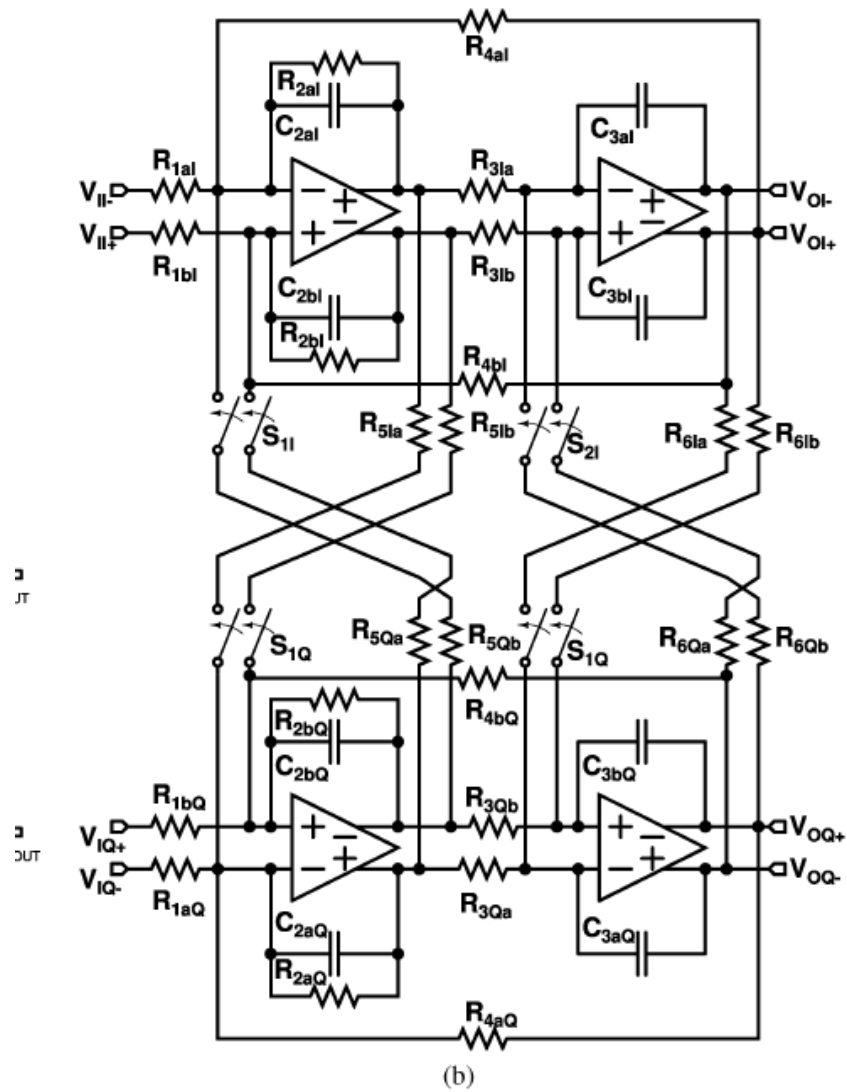 R4aI
R2aI
C2aI
C3aI
R1aI
R3Ia
VII-
VOI-
VII+
VOI+
R1bI
R3Ib
C2bI
C3bI
R2bI
R4bI
S1I
R5Ia
R5Ib
S2I
R6Ia
R6Ib
UT
S1Q
R5Qa
R5Qb
S1Q
R6Qa
R6Qb
R4bQ
R2bQ
C2bQ
C3bQ
R1bQ
R3Qb
VIQ+
VOQ+
OUT
VIQ-
VOQ-
R1aQ
R3Qa
C2aQ
C3aQ
R2aQ
R4aQ
(b)